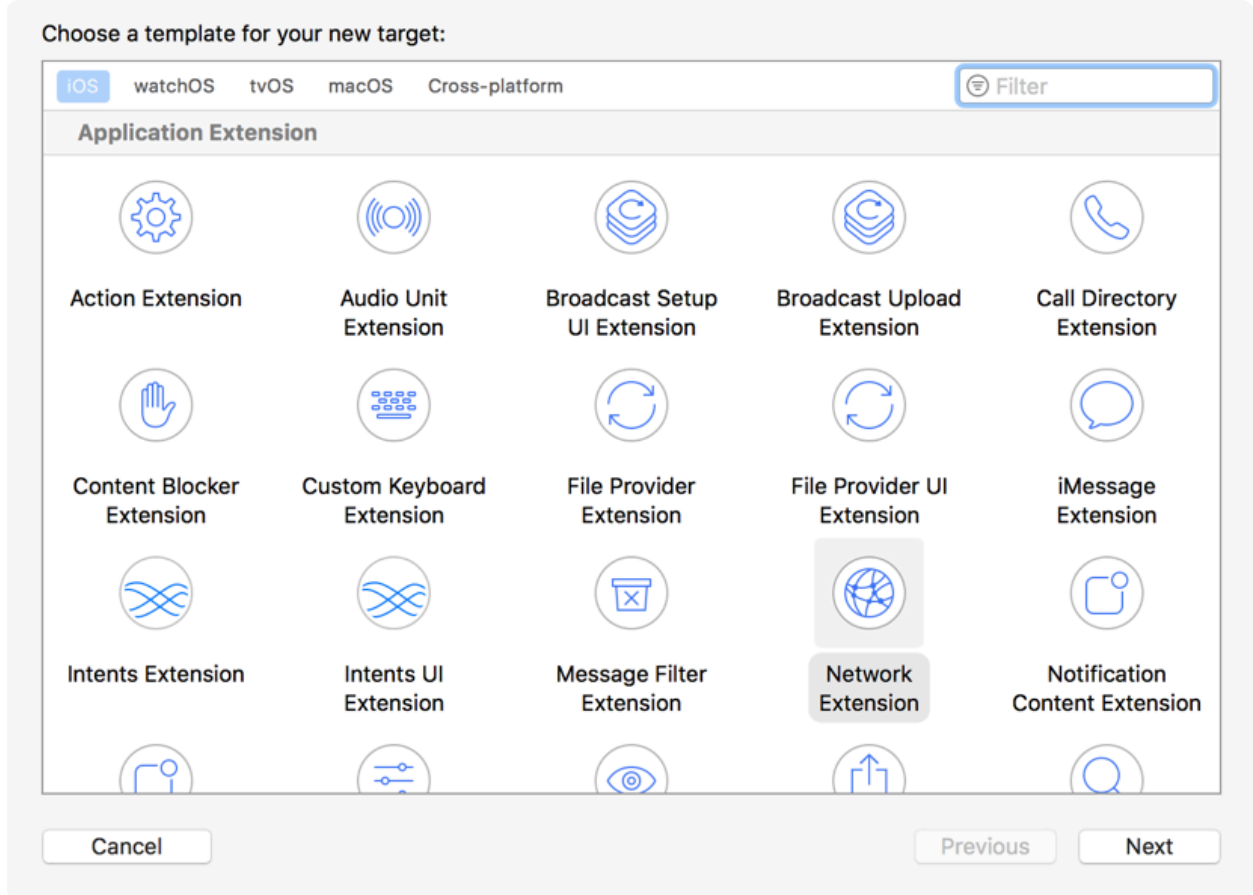 Choose a template for your new target:
iOS watchOS tvOS macOS Cross-platform Filter
Application Extension
Action Extension
Audio Unit
Extension
Broadcast Setup
UI Extension
Broadcast Upload
Extension
Call Directory
Extension
Content Blocker
Extension
Custom Keyboard
Extension
File Provider
Extension
File Provider UI
Extension
iMessage
Extension
Intents Extension
Intents UI
Extension
Message Filter
Extension
Network
Extension
Notification
Content Extension
Cancel Previous Next